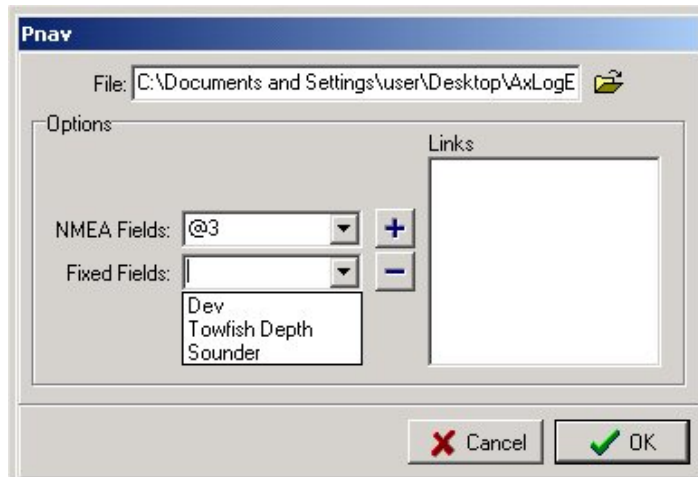 Pnav
File: C:\Documents and Settings\user\Desktop\AxLogE
Options
Links
NMEA Fields: @3
Fixed Fields:
Dev
Towfish Depth
Sounder
Cancel
OK